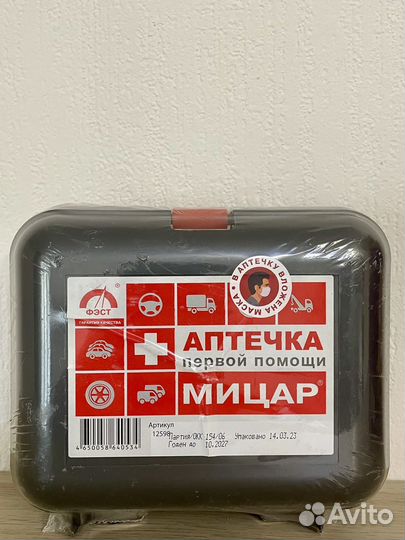 В АПТЕЧКУ ВЛОЖЕНА МАСКА
ФЭСТ ®
ГАРАНТИЯ КАЧЕСТВА
АПТЕЧКА
первой помощи
МИЦАР®
Артикул
12598
Партия/ОКК 154/06 Упаковано 14.03.23
Годен до 10.2027
4650058640534
Avito